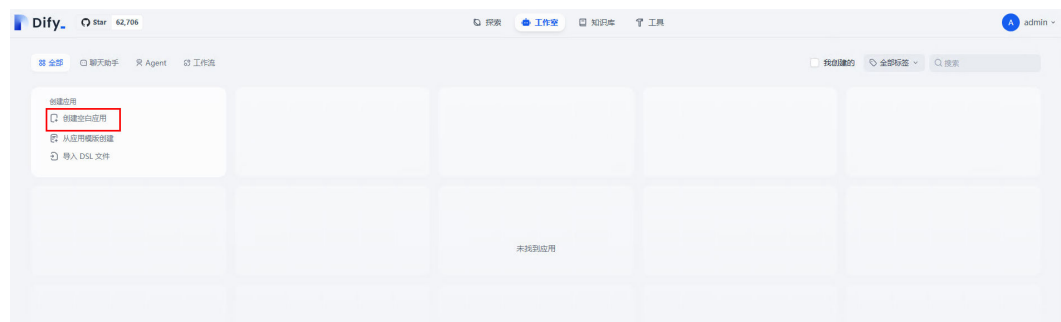 Dify_ Star 62,706 探索 工作室 知识库 工具 A admin
全部 聊天助手 Agent 工作流 我创建的 全部标签 搜索
创建应用
创建空白应用
从应用模版创建
导入 DSL 文件
未找到应用